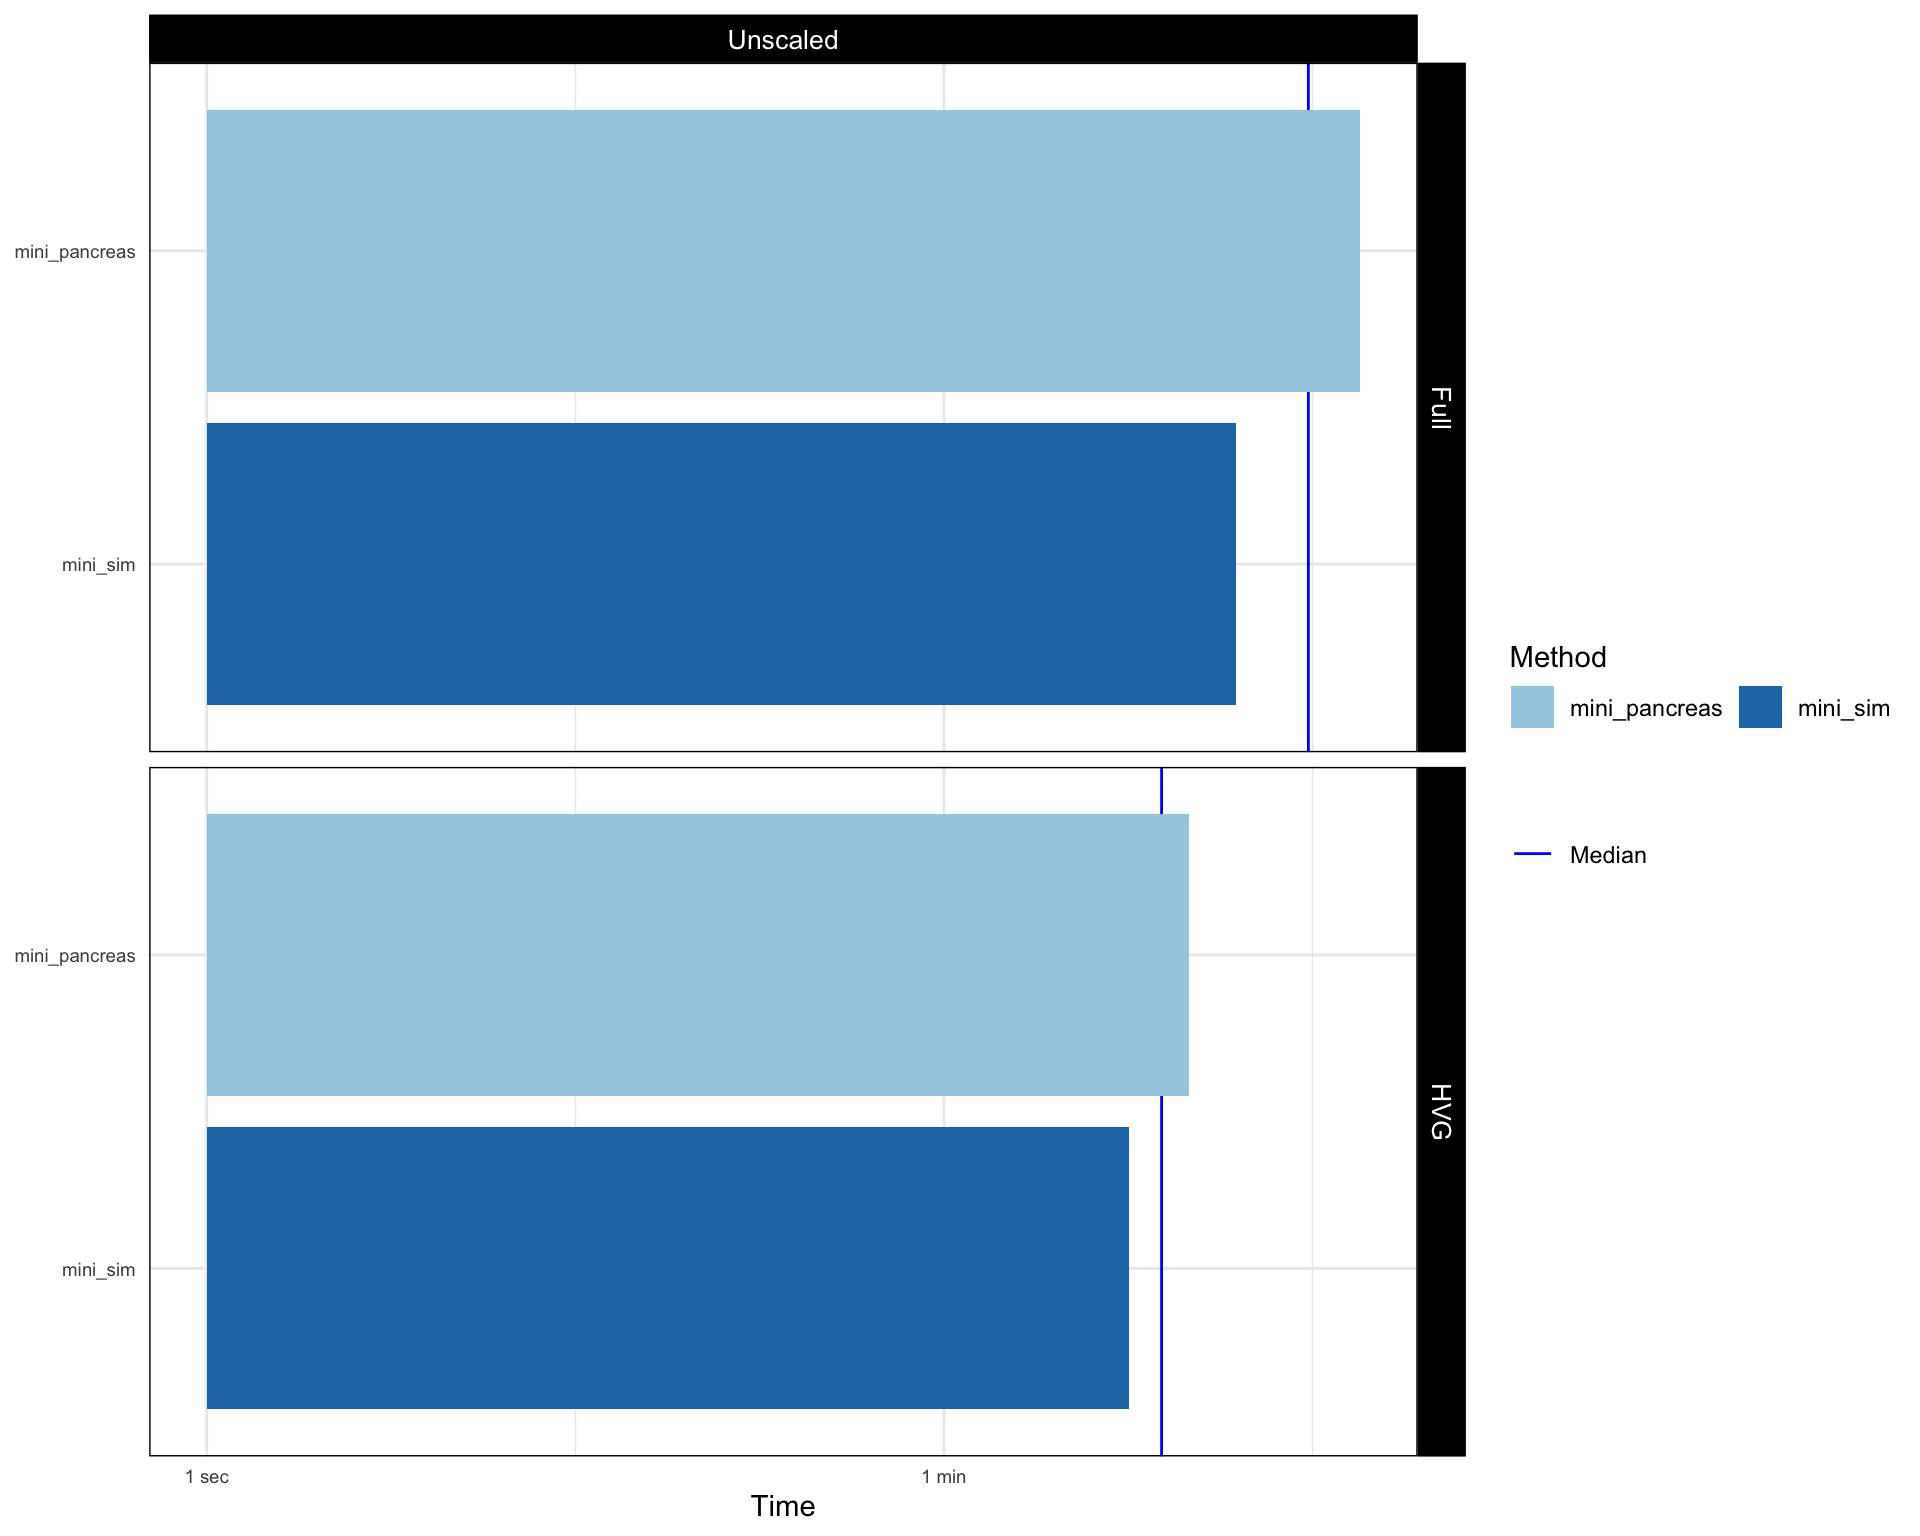 Unscaled
mini_pancreas
mini_sim
Full
mini_pancreas
mini_sim
HVG
1 sec
1 min
Time
Method
mini_pancreas
mini_sim
Median